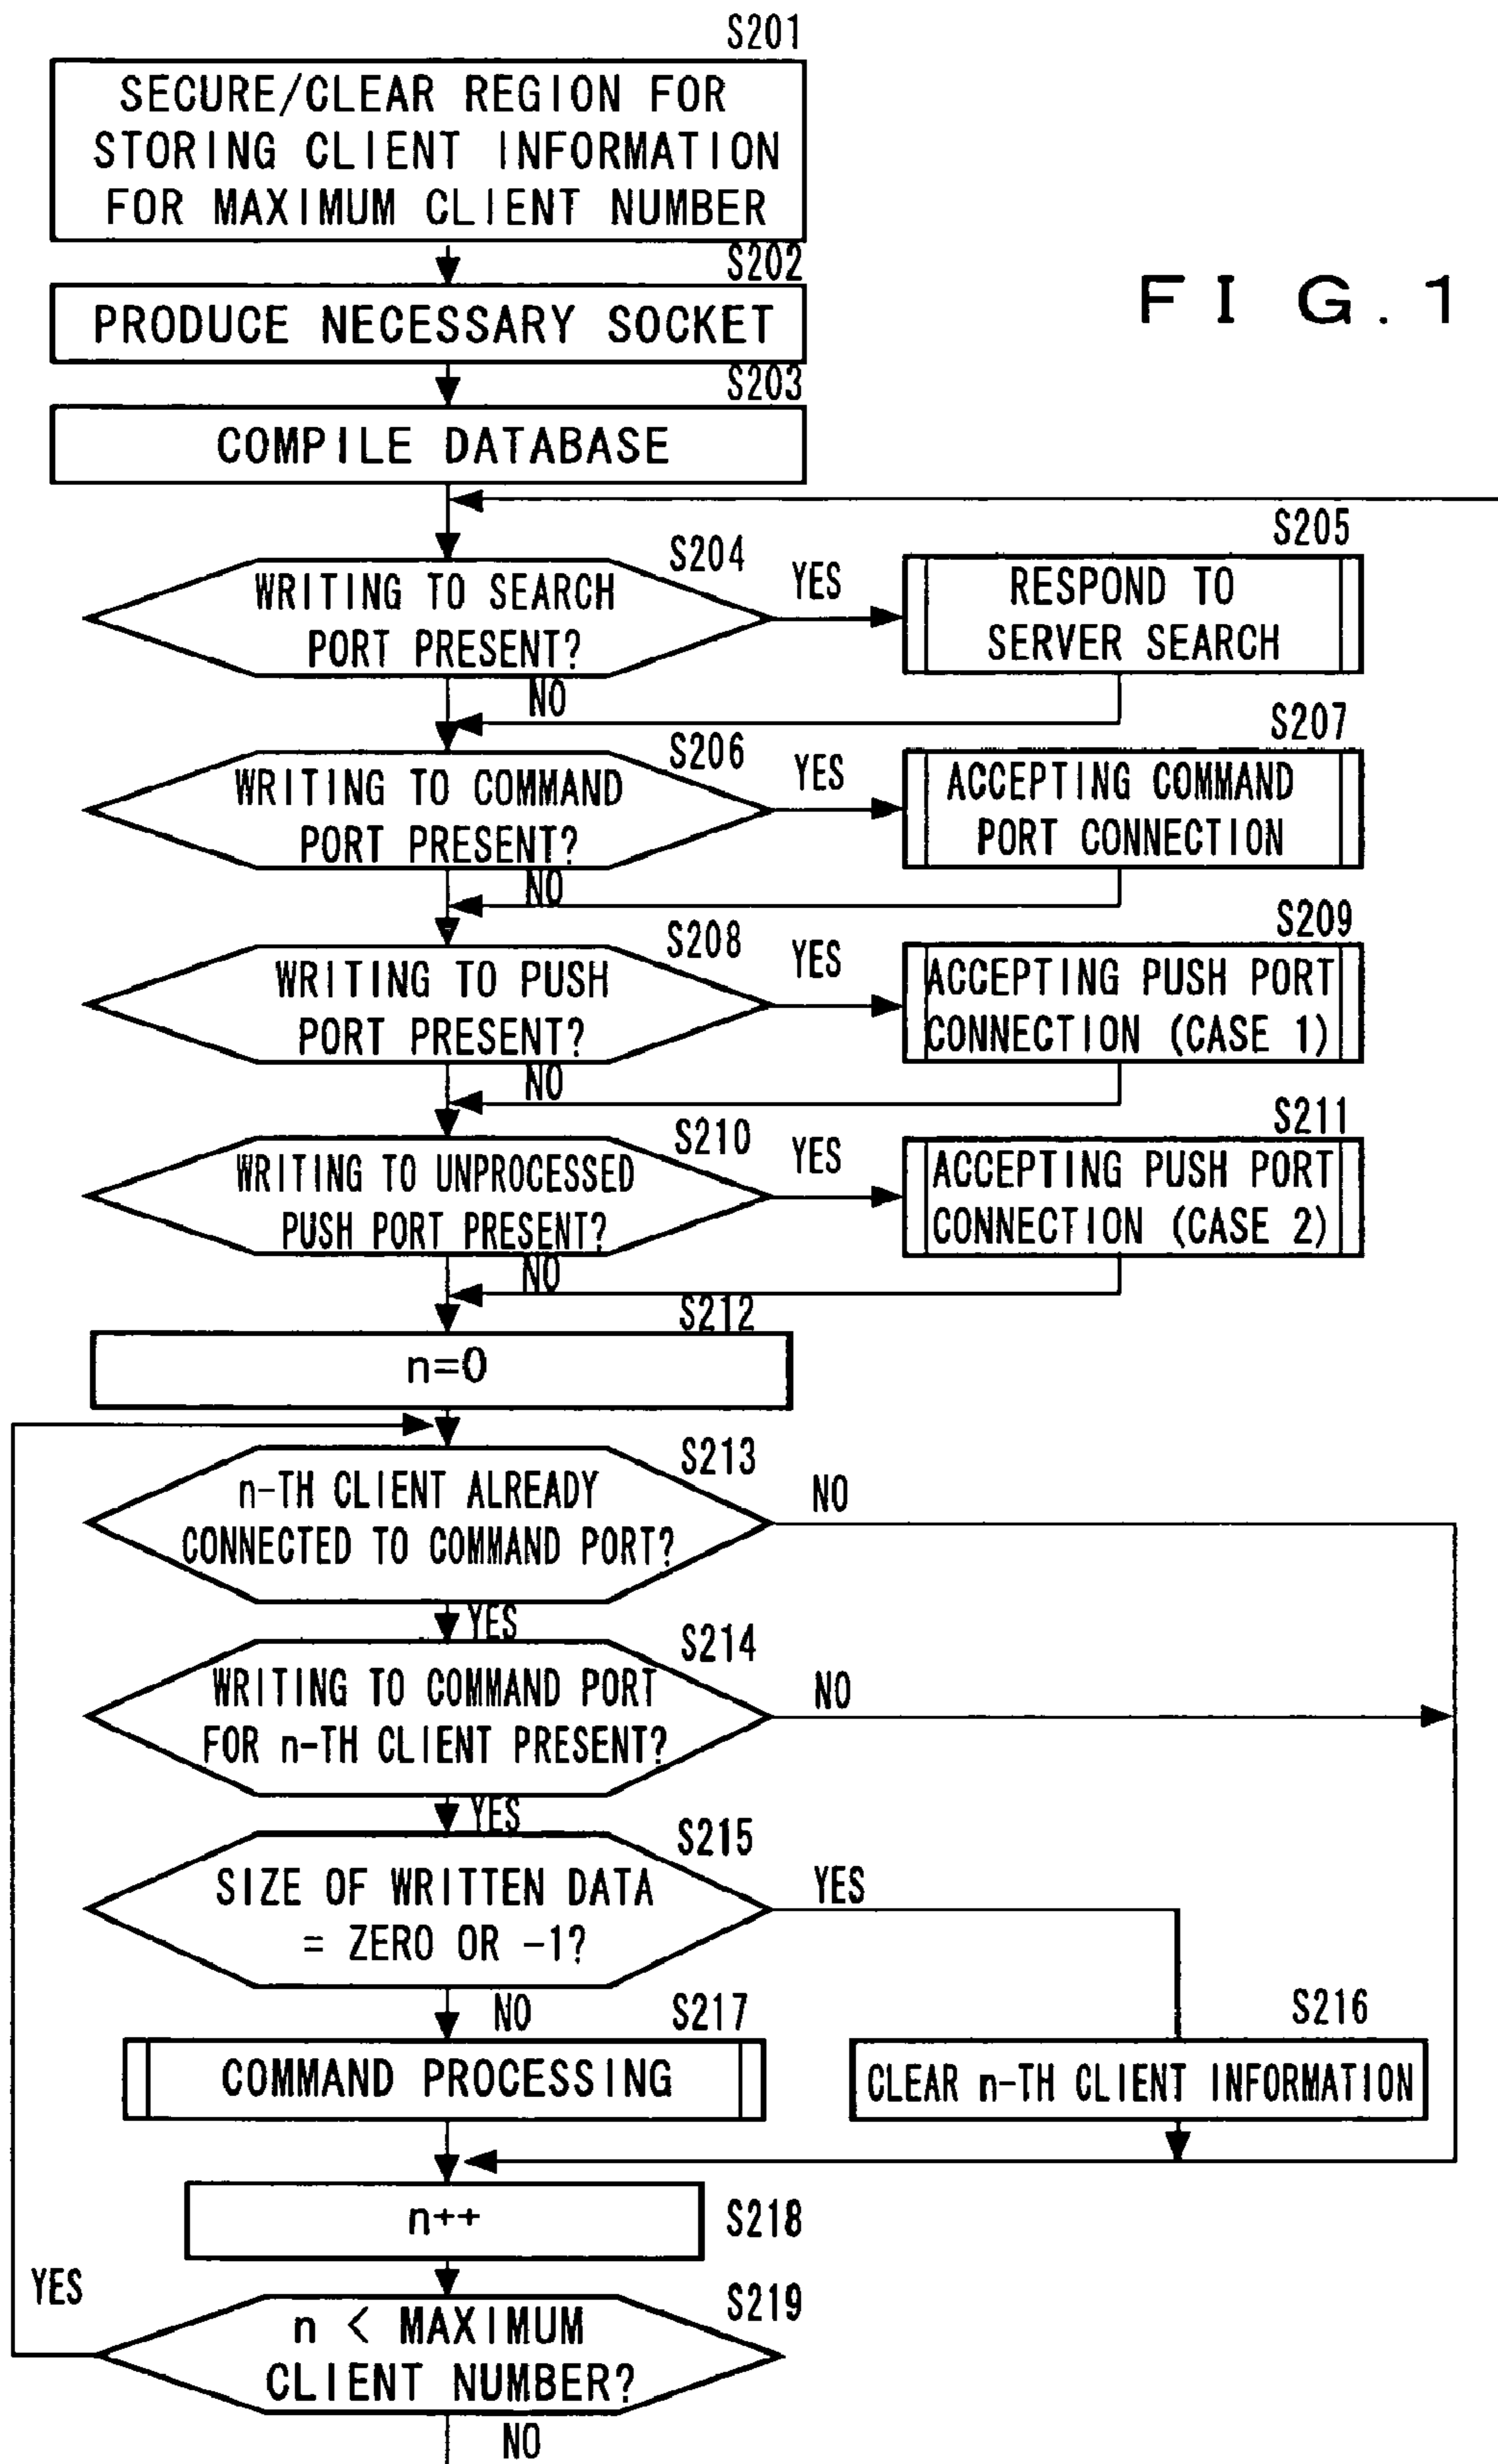 S201
SECURE/CLEAR REGION FOR
STORING CLIENT INFORMATION
FOR MAXIMUM CLIENT NUMBER
S202
PRODUCE NECESSARY SOCKET
FIG.1
S203
COMPILE DATABASE
S204
WRITING TO SEARCH
PORT PRESENT?
YES
S205
RESPOND TO
SERVER SEARCH
NO
S206
WRITING TO COMMAND
PORT PRESENT?
YES
S207
ACCEPTING COMMAND
PORT CONNECTION
NO
S208
WRITING TO PUSH
PORT PRESENT?
YES
S209
ACCEPTING PUSH PORT
CONNECTION (CASE 1)
NO
S210
WRITING TO UNPROCESSED
PUSH PORT PRESENT?
YES
S211
ACCEPTING PUSH PORT
CONNECTION (CASE 2)
NO
S212
n=0
S213
n-TH CLIENT ALREADY
CONNECTED TO COMMAND PORT?
NO
YES
S214
WRITING TO COMMAND PORT
FOR n-TH CLIENT PRESENT?
NO
YES
S215
SIZE OF WRITTEN DATA
= ZERO OR -1?
YES
NO
S217
COMMAND PROCESSING
S216
CLEAR n-TH CLIENT INFORMATION
n++
S218
YES
S219
n < MAXIMUM
CLIENT NUMBER?
NO